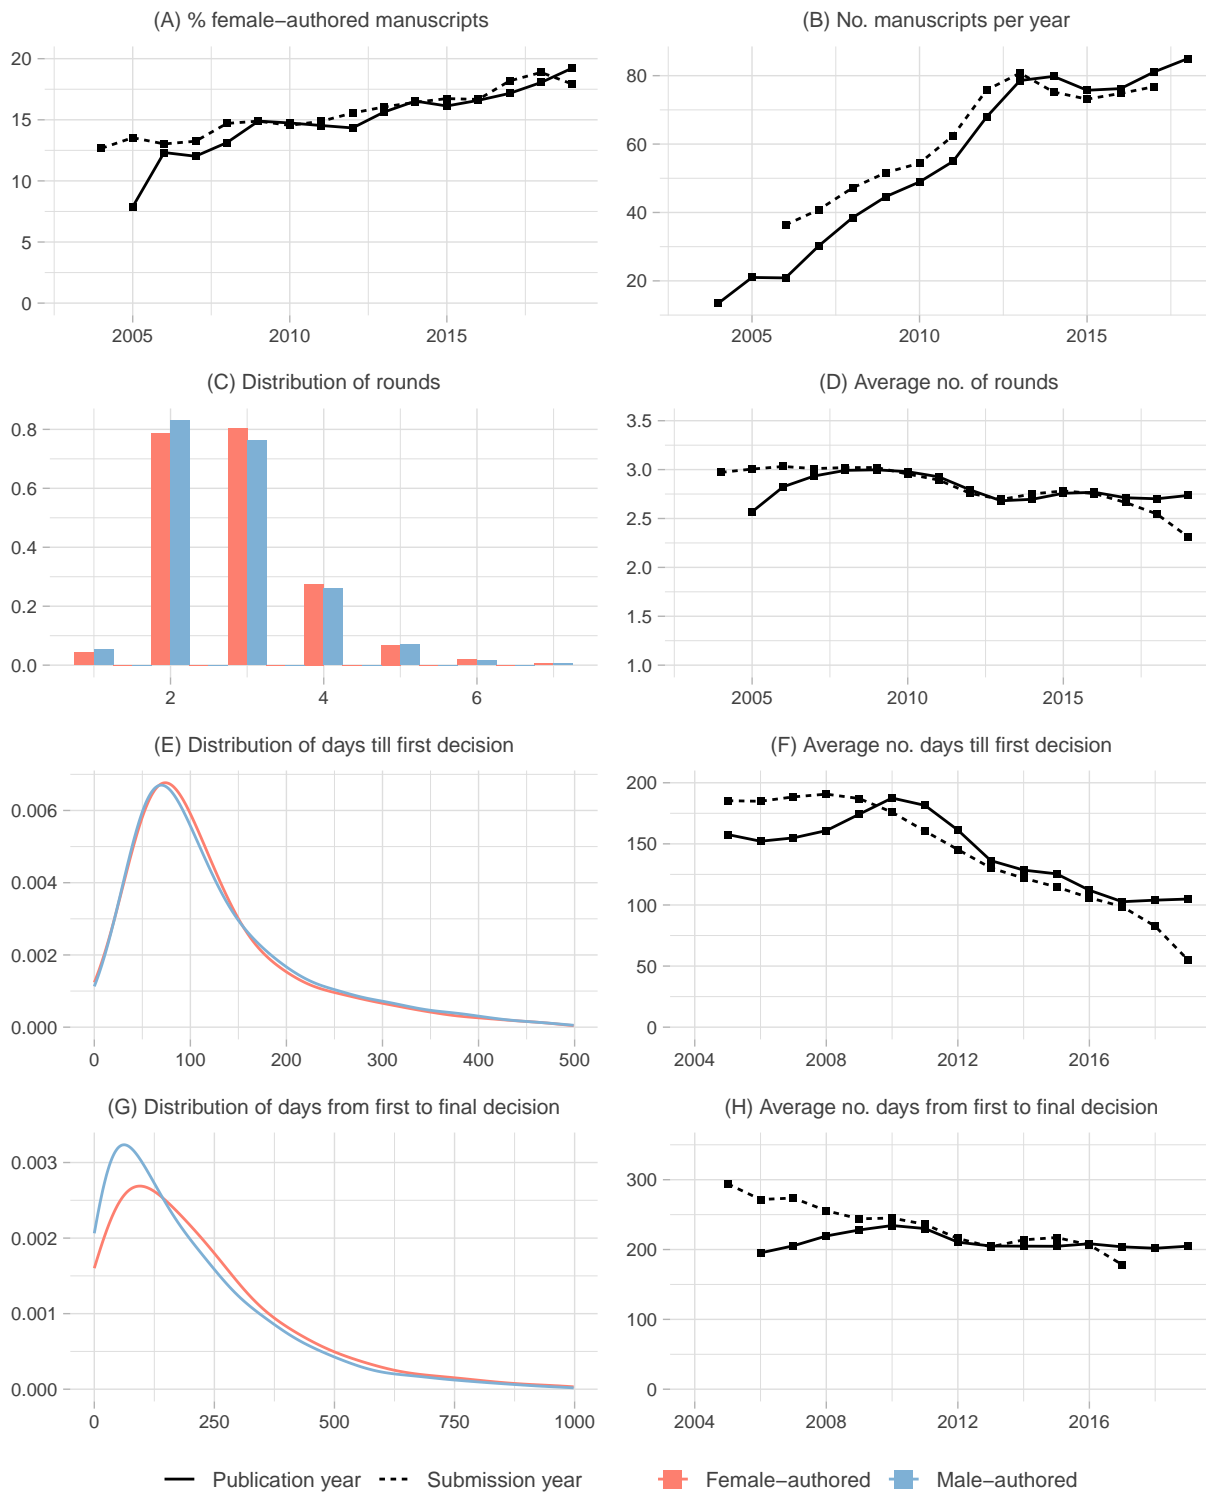 (A) % female−authored manuscripts
20
15
10
5
0
2005 2010 2015
(B) No. manuscripts per year
80
60
40
20
2005 2010 2015
(C) Distribution of rounds
0.8
0.6
0.4
0.2
0.0
2 4 6
(D) Average no. of rounds
3.5
3.0
2.5
2.0
1.5
1.0
2005 2010 2015
(E) Distribution of days till first decision
0.006
0.004
0.002
0.000
0 100 200 300 400 500
(F) Average no. days till first decision
200
150
100
50
0
2004 2008 2012 2016
(G) Distribution of days from first to final decision
0.003
0.002
0.001
0.000
0 250 500 750 1000
(H) Average no. days from first to final decision
300
200
100
0
2004 2008 2012 2016
Publication year Submission year Female−authored Male−authored